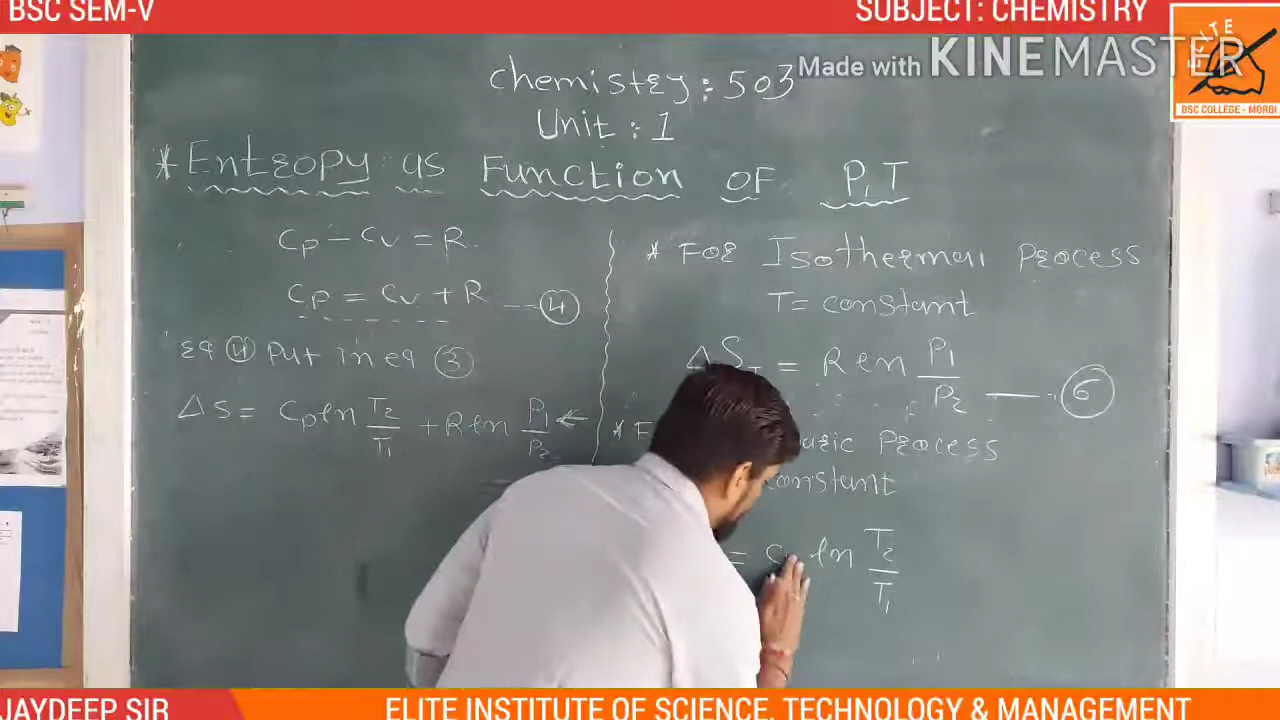 BSC SEM-V
SUBJECT: CHEMISTRY
Made with KINEMASTER
ELITE
BSC COLLEGE - MORBI
Chemistry : 503
Unit : 1
* Entropy as Function OF P,T
Cp - Cv = R.
Cp = Cv + R --- (4)
Eq (4) Put in eq (3)
ΔS = Cp ln T2/T1 + R ln P1/P2 ←
* For Isothermal Process
T = constant
ΔST = R ln P1/P2 —— (6)
* F
Process
constant
= C ln T2/T1
JAYDEEP SIR
ELITE INSTITUTE OF SCIENCE, TECHNOLOGY & MANAGEMENT